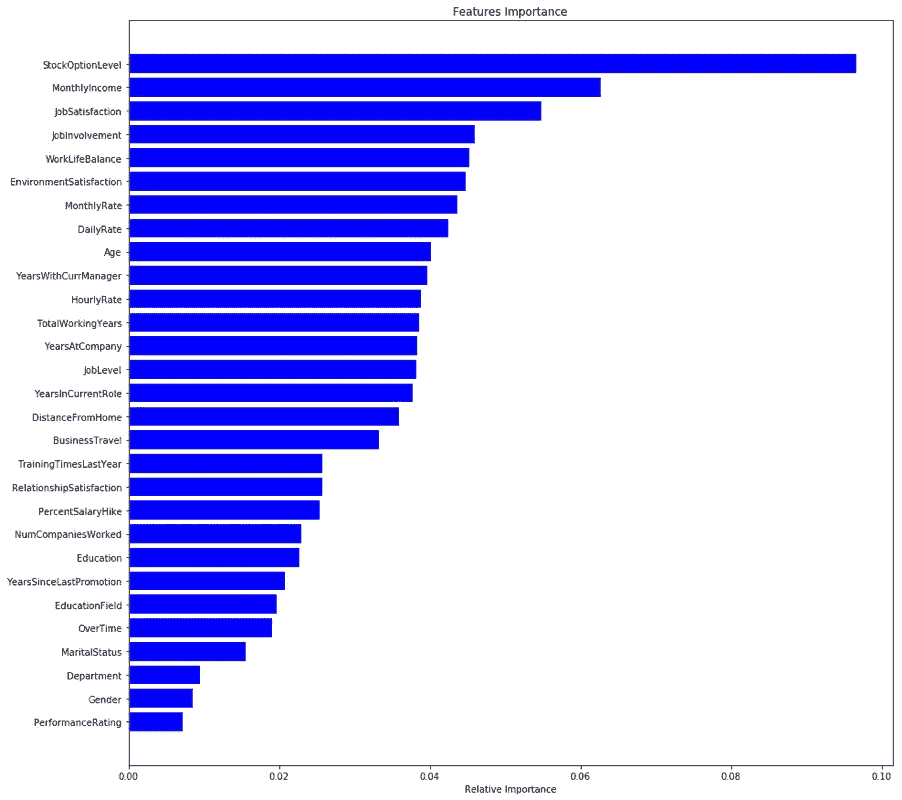 Features Importance
StockOptionLevel
MonthlyIncome
JobSatisfaction
JobInvolvement
WorkLifeBalance
EnvironmentSatisfaction
MonthlyRate
DailyRate
Age
YearsWithCurrManager
HourlyRate
TotalWorkingYears
YearsAtCompany
JobLevel
YearsInCurrentRole
DistanceFromHome
BusinessTravel
TrainingTimesLastYear
RelationshipSatisfaction
PercentSalaryHike
NumCompaniesWorked
Education
YearsSinceLastPromotion
EducationField
OverTime
MaritalStatus
Department
Gender
PerformanceRating
0.00 0.02 0.04 0.06 0.08 0.10
Relative Importance